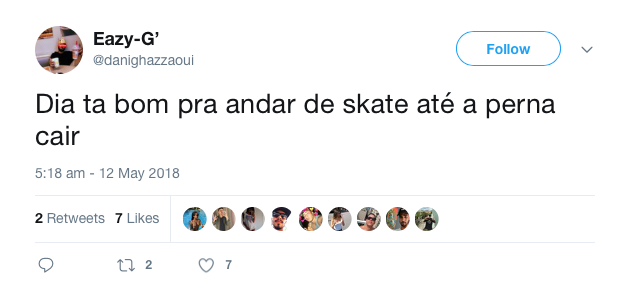 Eazy-G'
@danighazzaoui
Follow
Dia ta bom pra andar de skate até a perna
cair
5:18 am - 12 May 2018
2 Retweets 7 Likes
2 7